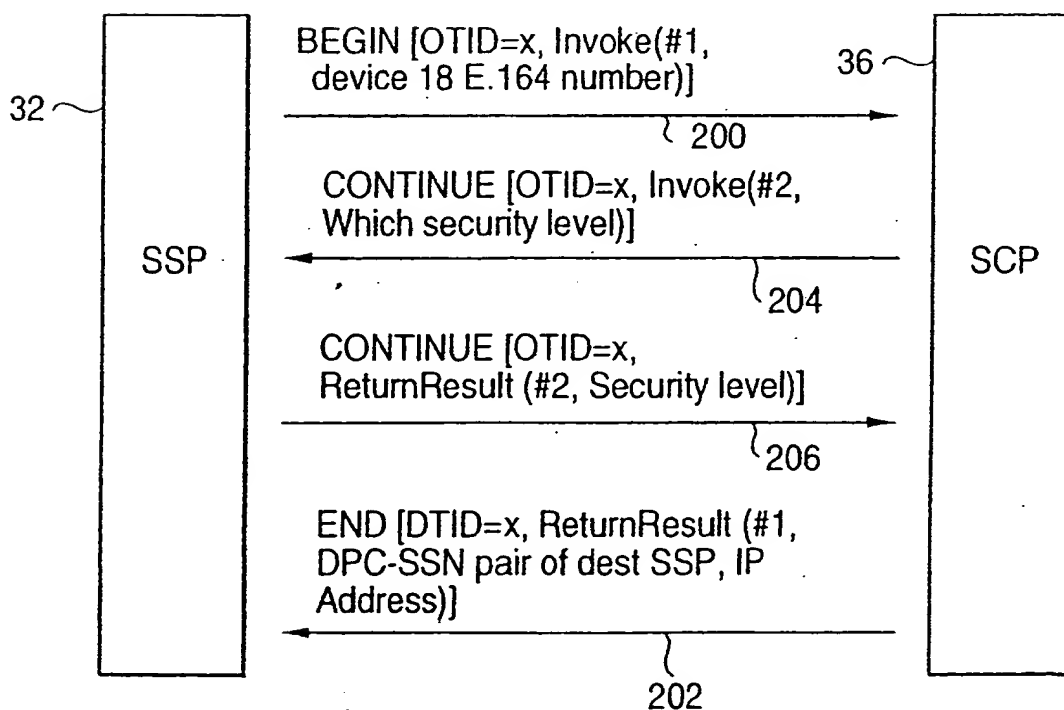 BEGIN [OTID=x, Invoke(#1,
device 18 E.164 number)]
36
32
200
CONTINUE [OTID=x, Invoke(#2,
Which security level)]
SSP
SCP
204
CONTINUE [OTID=x,
ReturnResult (#2, Security level)]
206
END [DTID=x, ReturnResult (#1,
DPC-SSN pair of dest SSP, IP
Address)]
202